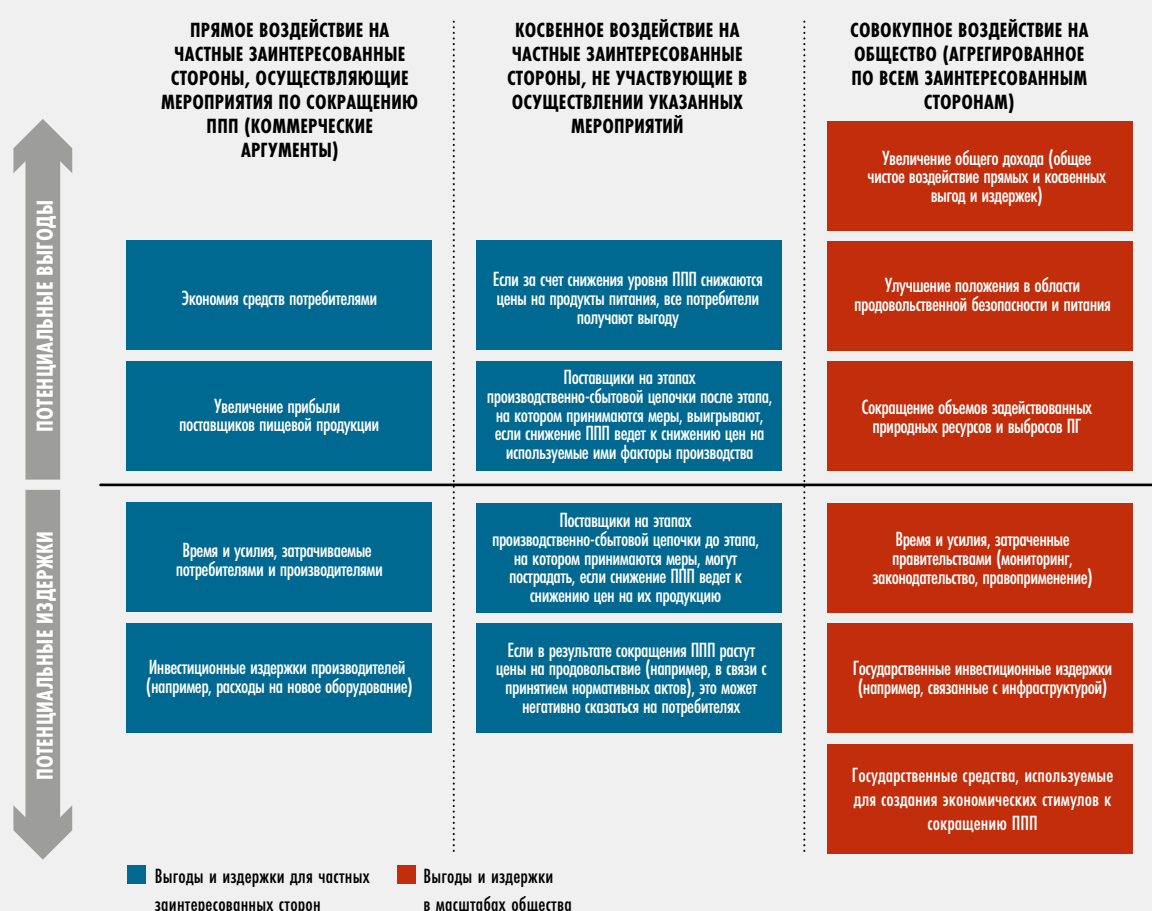 ПРЯМОЕ ВОЗДЕЙСТВИЕ НА
ЧАСТНЫЕ ЗАИНТЕРЕСОВАННЫЕ
СТОРОНЫ, ОСУЩЕСТВЛЯЮЩИЕ
МЕРОПРИЯТИЯ ПО СОКРАЩЕНИЮ
ППП (КОММЕРЧЕСКИЕ
АРГУМЕНТЫ)
КОСВЕННОЕ ВОЗДЕЙСТВИЕ НА
ЧАСТНЫЕ ЗАИНТЕРЕСОВАННЫЕ
СТОРОНЫ, НЕ УЧАСТВУЮЩИЕ В
ОСУЩЕСТВЛЕНИИ УКАЗАННЫХ
МЕРОПРИЯТИЙ
СОВОКУПНОЕ ВОЗДЕЙСТВИЕ НА
ОБЩЕСТВО (АГРЕГИРОВАННОЕ
ПО ВСЕМ ЗАИНТЕРЕСОВАННЫМ
СТОРОНАМ)
ПОТЕНЦИАЛЬНЫЕ ВЫГОДЫ
Увеличение общего дохода (общее
чистое воздействие прямых и косвенных
выгод и издержек)
Экономия средств потребителями
Если за счет снижения уровня ППП снижаются
цены на продукты питания, все потребители
получают выгоду
Улучшение положения в области
продовольственной безопасности и питания
Увеличение прибыли
поставщиков пищевой продукции
Поставщики на этапах
производственно-сбытовой цепочки после этапа,
на котором принимаются меры, выигрывают,
если снижение ППП ведет к снижению цен на
используемые ими факторы производства
Сокращение объемов задействованных
природных ресурсов и выбросов ПГ
ПОТЕНЦИАЛЬНЫЕ ИЗДЕРЖКИ
Время и усилия, затрачиваемые
потребителями и производителями
Поставщики на этапах
производственно-сбытовой цепочки до этапа,
на котором принимаются меры, могут
пострадать, если снижение ППП ведет к
снижению цен на их продукцию
Время и усилия, затраченные
правительствами (мониторинг,
законодательство, правоприменение)
Инвестиционные издержки производителей
(например, расходы на новое оборудование)
Если в результате сокращения ППП растут
цены на продовольствие (например, в связи с
принятием нормативных актов), это может
негативно сказаться на потребителях
Государственные инвестиционные издержки
(например, связанные с инфраструктурой)
Государственные средства, используемые
для создания экономических стимулов к
сокращению ППП
Выгоды и издержки для частных
заинтересованных сторон
Выгоды и издержки
в масштабах общества